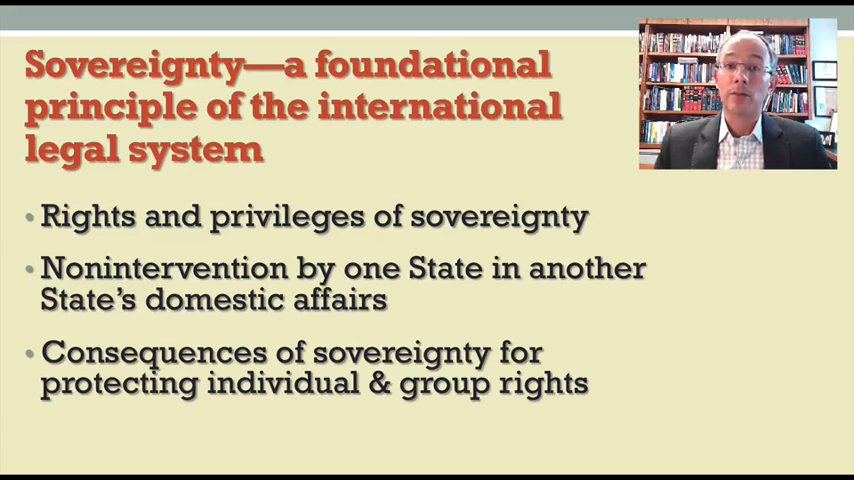 Sovereignty—a foundational
principle of the international
legal system
• Rights and privileges of sovereignty
• Nonintervention by one State in another
State's domestic affairs
• Consequences of sovereignty for
protecting individual & group rights